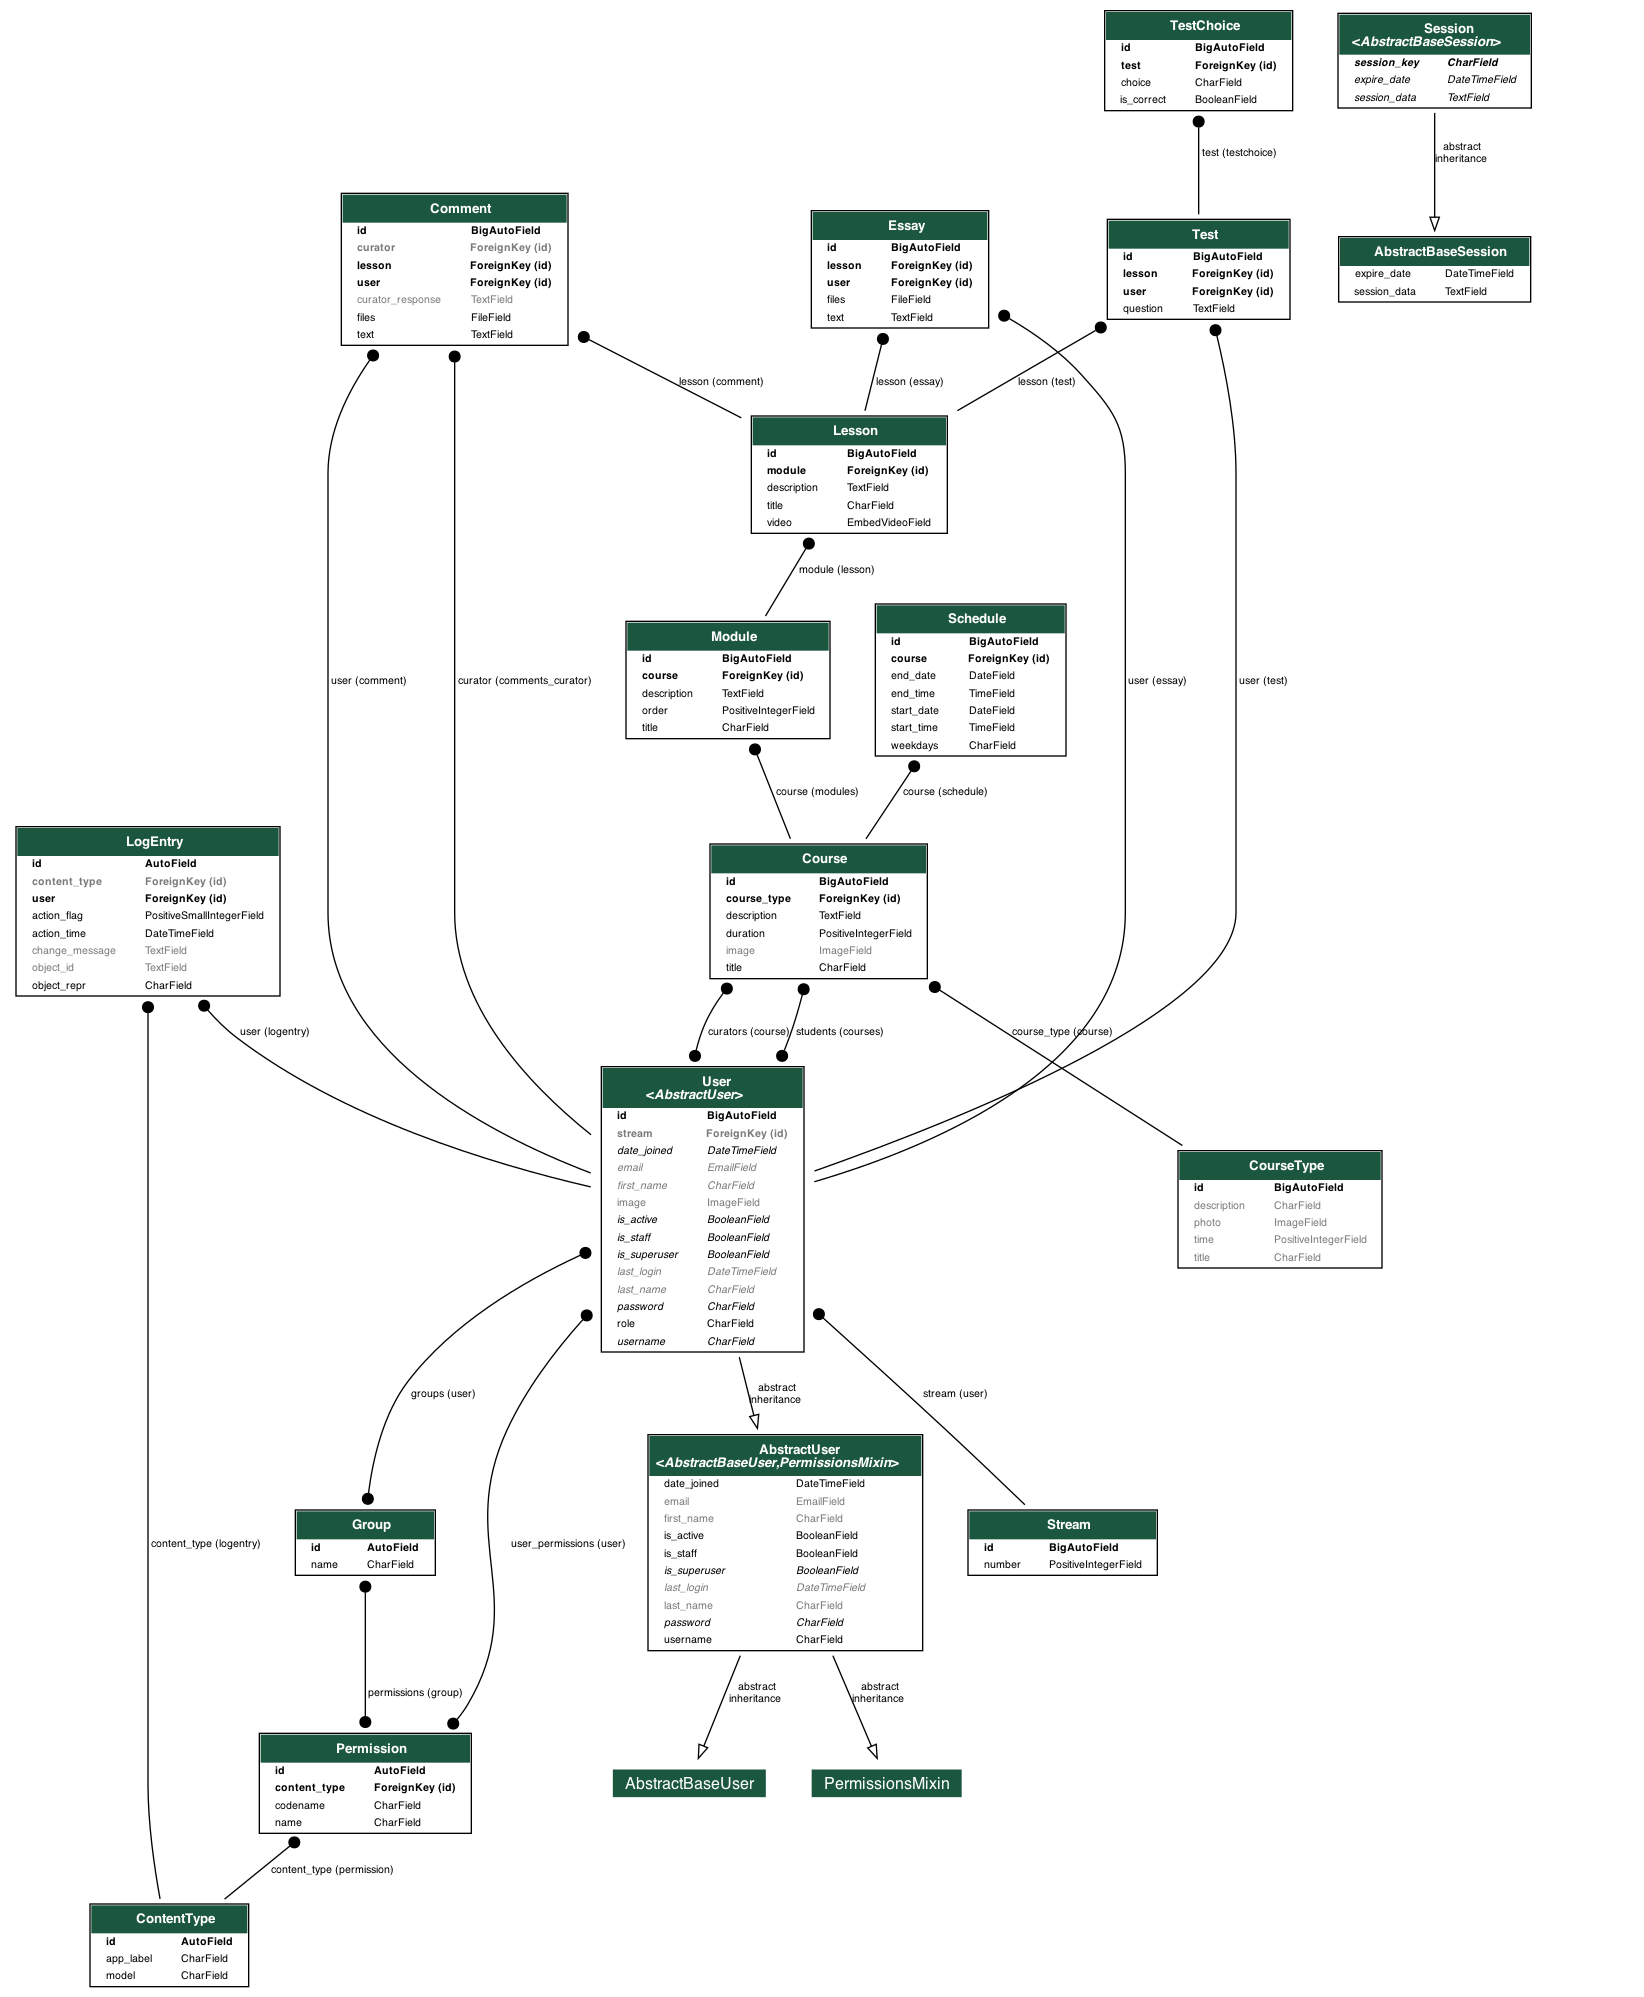 TestChoice
id BigAutoField
test ForeignKey (id)
choice CharField
is_correct BooleanField
Session
<AbstractBaseSession>
session_key CharField
expire_date DateTimeField
session_data TextField
test (testchoice)
abstract
inheritance
Comment
id BigAutoField
curator ForeignKey (id)
lesson ForeignKey (id)
user ForeignKey (id)
curator_response TextField
files FileField
text TextField
Essay
id BigAutoField
lesson ForeignKey (id)
user ForeignKey (id)
files FileField
text TextField
Test
id BigAutoField
lesson ForeignKey (id)
user ForeignKey (id)
question TextField
AbstractBaseSession
expire_date DateTimeField
session_data TextField
lesson (comment)
lesson (essay)
lesson (test)
Lesson
id BigAutoField
module ForeignKey (id)
description TextField
title CharField
video EmbedVideoField
module (lesson)
Module
id BigAutoField
course ForeignKey (id)
description TextField
order PositiveIntegerField
title CharField
Schedule
id BigAutoField
course ForeignKey (id)
end_date DateField
end_time TimeField
start_date DateField
start_time TimeField
weekdays CharField
user (comment)
curator (comments_curator)
user (essay)
user (test)
course (modules)
course (schedule)
LogEntry
id AutoField
content_type ForeignKey (id)
user ForeignKey (id)
action_flag PositiveSmallIntegerField
action_time DateTimeField
change_message TextField
object_id TextField
object_repr CharField
Course
id BigAutoField
course_type ForeignKey (id)
description TextField
duration PositiveIntegerField
image ImageField
title CharField
user (logentry)
curators (course)
students (courses)
course_type (course)
User
<AbstractUser>
id BigAutoField
stream ForeignKey (id)
date_joined DateTimeField
email EmailField
first_name CharField
image ImageField
is_active BooleanField
is_staff BooleanField
is_superuser BooleanField
last_login DateTimeField
last_name CharField
password CharField
role CharField
username CharField
CourseType
id BigAutoField
description CharField
photo ImageField
time PositiveIntegerField
title CharField
groups (user)
abstract
inheritance
stream (user)
AbstractUser
<AbstractBaseUser,PermissionsMixin>
date_joined DateTimeField
email EmailField
first_name CharField
is_active BooleanField
is_staff BooleanField
is_superuser BooleanField
last_login DateTimeField
last_name CharField
password CharField
username CharField
Group
id AutoField
name CharField
Stream
id BigAutoField
number PositiveIntegerField
content_type (logentry)
user_permissions (user)
permissions (group)
abstract
inheritance
abstract
inheritance
Permission
id AutoField
content_type ForeignKey (id)
codename CharField
name CharField
AbstractBaseUser
PermissionsMixin
content_type (permission)
ContentType
id AutoField
app_label CharField
model CharField